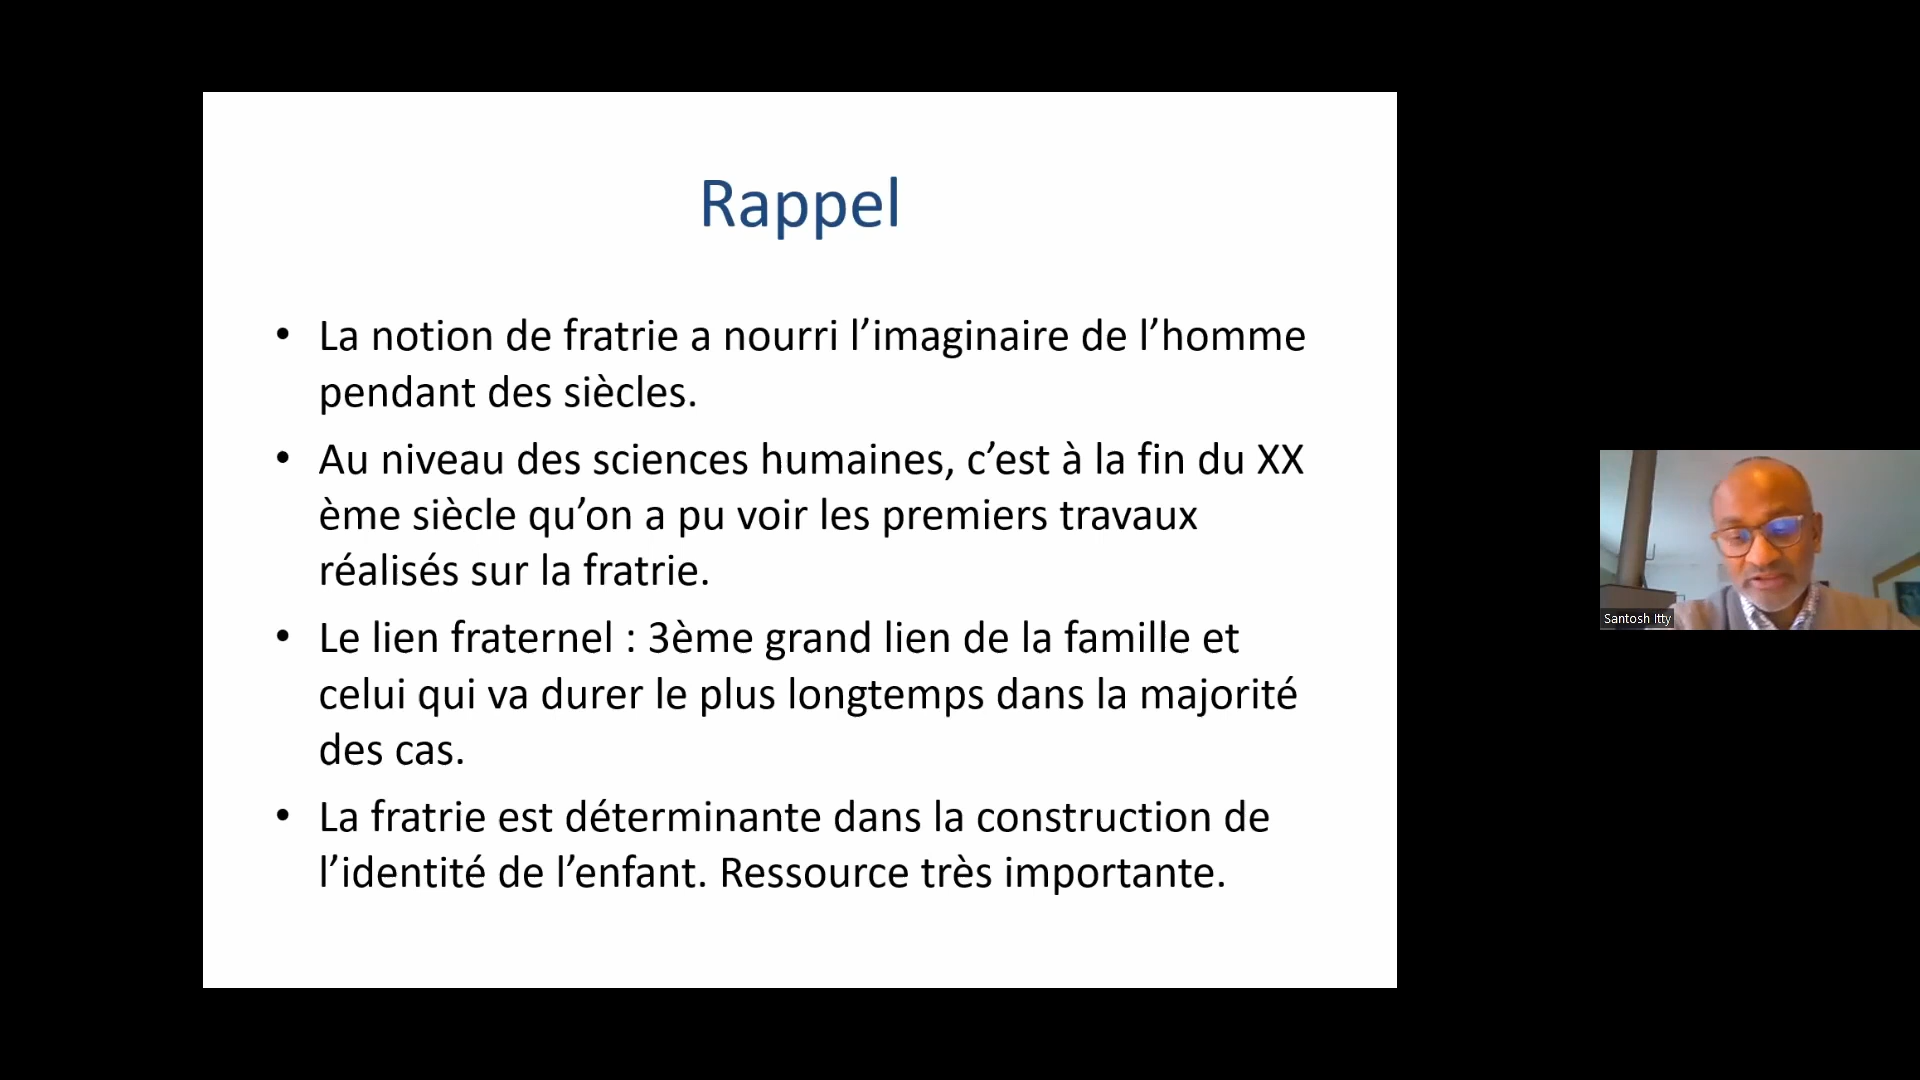 Rappel
• La notion de fratrie a nourri l’imaginaire de l’homme
pendant des siècles.
• Au niveau des sciences humaines, c’est à la fin du XX
ème siècle qu’on a pu voir les premiers travaux
réalisés sur la fratrie.
• Le lien fraternel : 3ème grand lien de la famille et
celui qui va durer le plus longtemps dans la majorité
des cas.
• La fratrie est déterminante dans la construction de
l’identité de l’enfant. Ressource très importante.
Santosh Itty